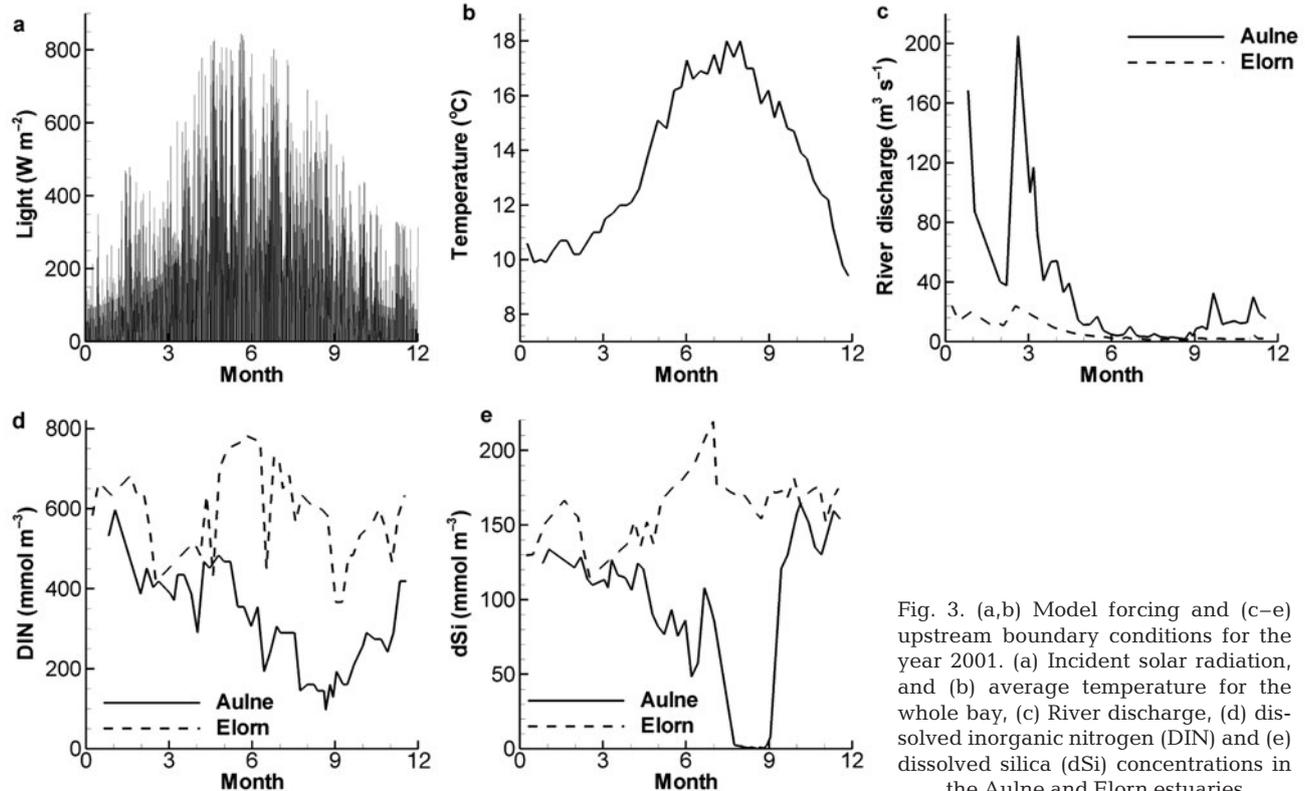 a
Light (W m⁻²)
800
600
400
200
0
0 3 6 9 12
Month
b
Temperature (°C)
18
16
14
12
10
8
0 3 6 9 12
Month
c
River discharge (m³ s⁻¹)
200
160
120
80
40
0
0 3 6 9 12
Month
Aulne
Elorn
d
DIN (mmol m⁻³)
800
600
400
200
0
0 3 6 9 12
Month
Aulne
Elorn
e
dSi (mmol m⁻³)
200
150
100
50
0
0 3 6 9 12
Month
Aulne
Elorn
Fig. 3. (a,b) Model forcing and (c–e)
upstream boundary conditions for the
year 2001. (a) Incident solar radiation,
and (b) average temperature for the
whole bay, (c) River discharge, (d) dis-
solved inorganic nitrogen (DIN) and (e)
dissolved silica (dSi) concentrations in
the Aulne and Elorn estuaries